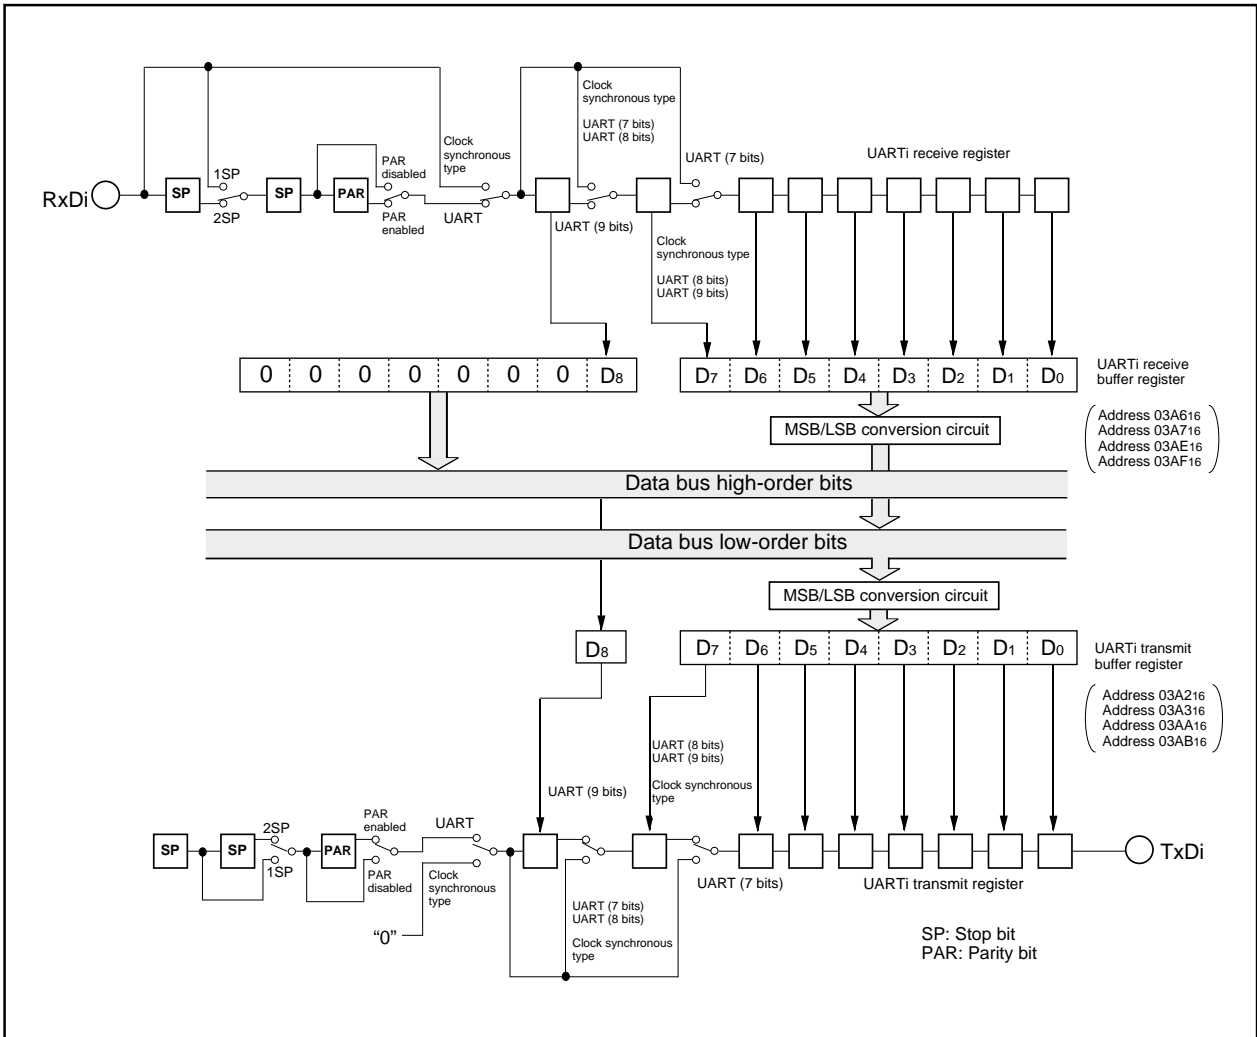 Clock
synchronous type
UART (7 bits)
UART (8 bits)
Clock
synchronous
type
UART (7 bits)
UARTi receive register
PAR
disabled
1SP
RxDi
SP
SP
PAR
2SP
PAR
enabled
UART
UART (9 bits)
Clock
synchronous type
UART (8 bits)
UART (9 bits)
0 0 0 0 0 0 0 D8
D7 D6 D5 D4 D3 D2 D1 D0
UARTi receive
buffer register
MSB/LSB conversion circuit
Address 03A616
Address 03A716
Address 03AE16
Address 03AF16
Data bus high-order bits
Data bus low-order bits
MSB/LSB conversion circuit
D8
D7 D6 D5 D4 D3 D2 D1 D0
UARTi transmit
buffer register
Address 03A216
Address 03A316
Address 03AA16
Address 03AB16
UART (8 bits)
UART (9 bits)
Clock synchronous
type
UART (9 bits)
PAR
enabled
UART
2SP
SP
SP
PAR
1SP
PAR
disabled
Clock
synchronous
type
“0”
UART (7 bits)
UART (8 bits)
Clock synchronous
type
UART (7 bits)
UARTi transmit register
TxDi
SP: Stop bit
PAR: Parity bit